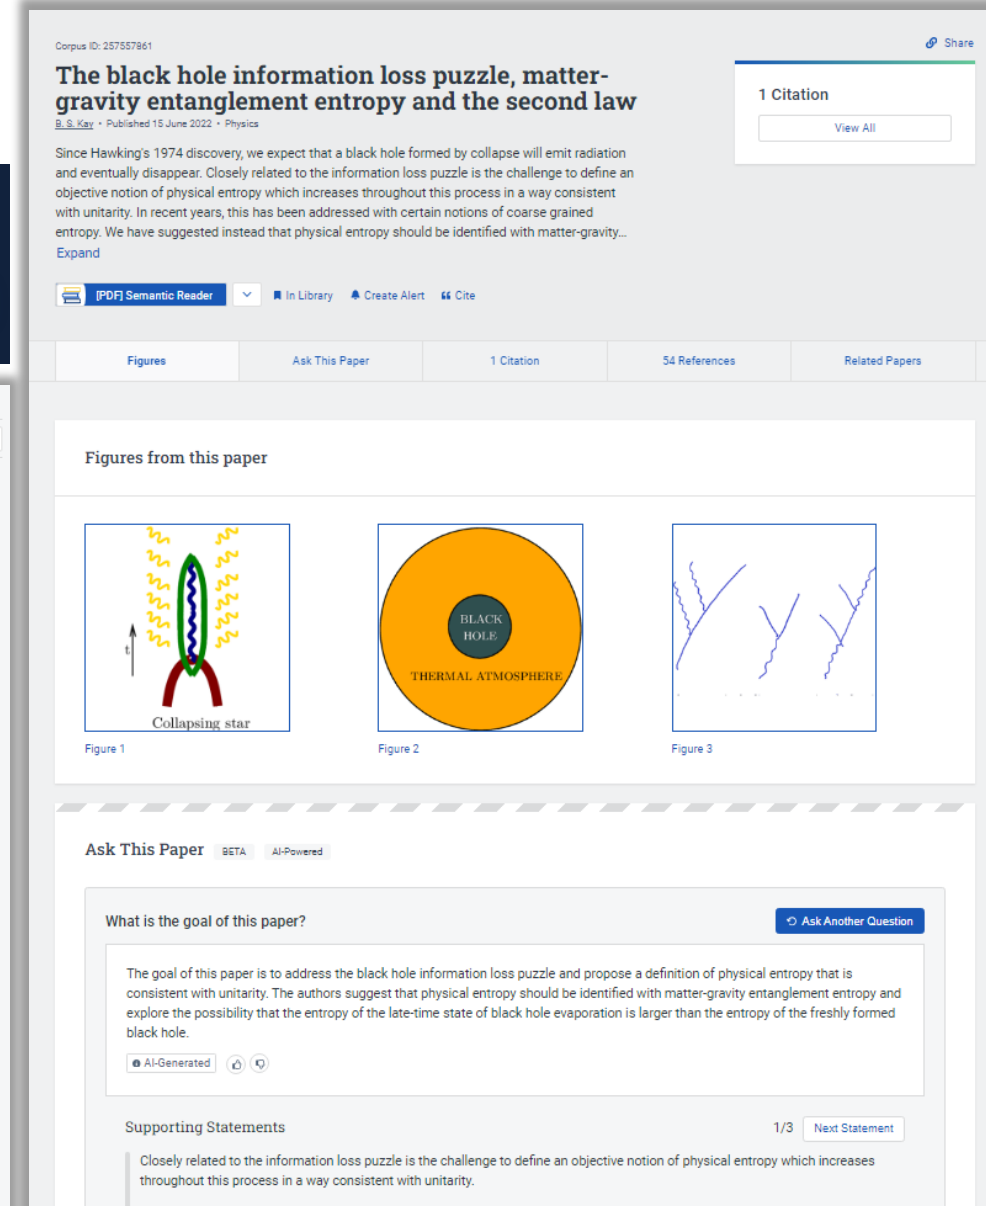 Corpus ID: 257557861
Share
The black hole information loss puzzle, matter-
gravity entanglement entropy and the second law
B. S. Kay • Published 15 June 2022 • Physics
1 Citation
View All
Since Hawking's 1974 discovery, we expect that a black hole formed by collapse will emit radiation
and eventually disappear. Closely related to the information loss puzzle is the challenge to define an
objective notion of physical entropy which increases throughout this process in a way consistent
with unitarity. In recent years, this has been addressed with certain notions of coarse grained
entropy. We have suggested instead that physical entropy should be identified with matter-gravity…
Expand
[PDF] Semantic Reader
In Library
Create Alert
Cite
Figures
Ask This Paper
1 Citation
54 References
Related Papers
Figures from this paper
t
Collapsing star
BLACK
HOLE
THERMAL ATMOSPHERE
Figure 1
Figure 2
Figure 3
Ask This Paper BETA AI-Powered
What is the goal of this paper?
Ask Another Question
The goal of this paper is to address the black hole information loss puzzle and propose a definition of physical entropy that is
consistent with unitarity. The authors suggest that physical entropy should be identified with matter-gravity entanglement entropy and
explore the possibility that the entropy of the late-time state of black hole evaporation is larger than the entropy of the freshly formed
black hole.
AI-Generated
Supporting Statements
1/3 Next Statement
Closely related to the information loss puzzle is the challenge to define an objective notion of physical entropy which increases
throughout this process in a way consistent with unitarity.